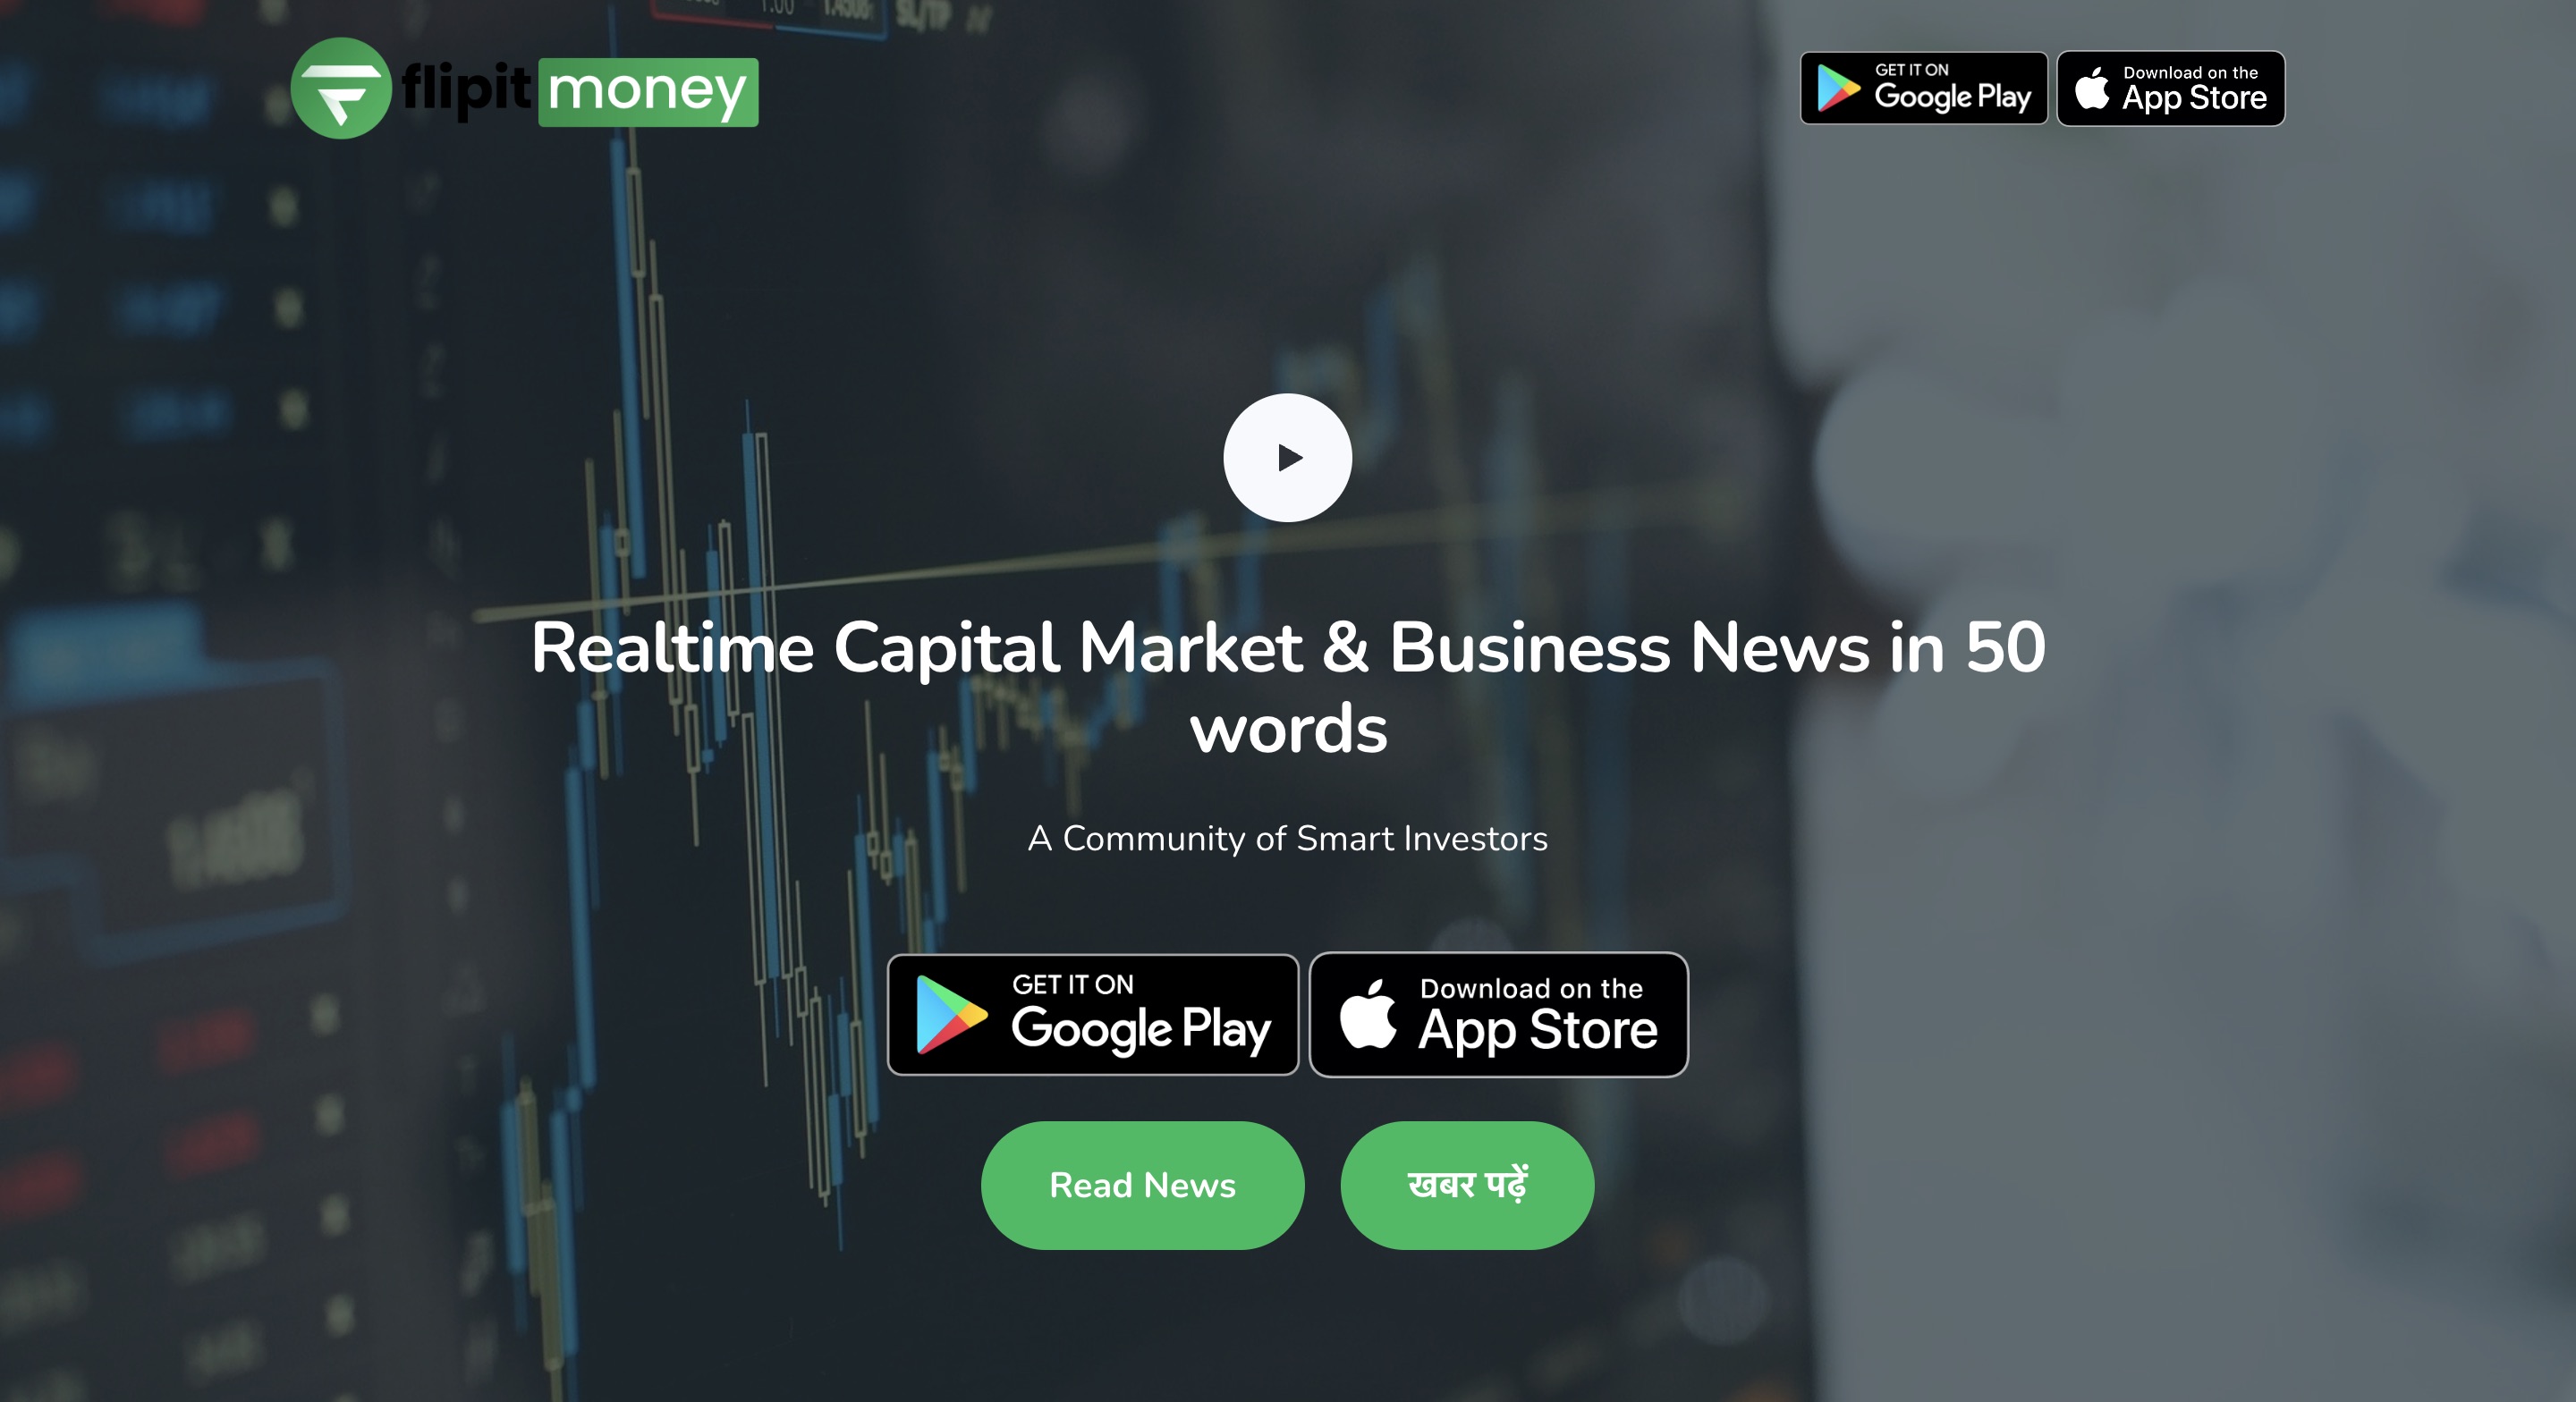 flipit money
GET IT ON
Google Play
Download on the
App Store
Realtime Capital Market & Business News in 50
words
A Community of Smart Investors
GET IT ON
Google Play
Download on the
App Store
Read News
खबर पढ़ें